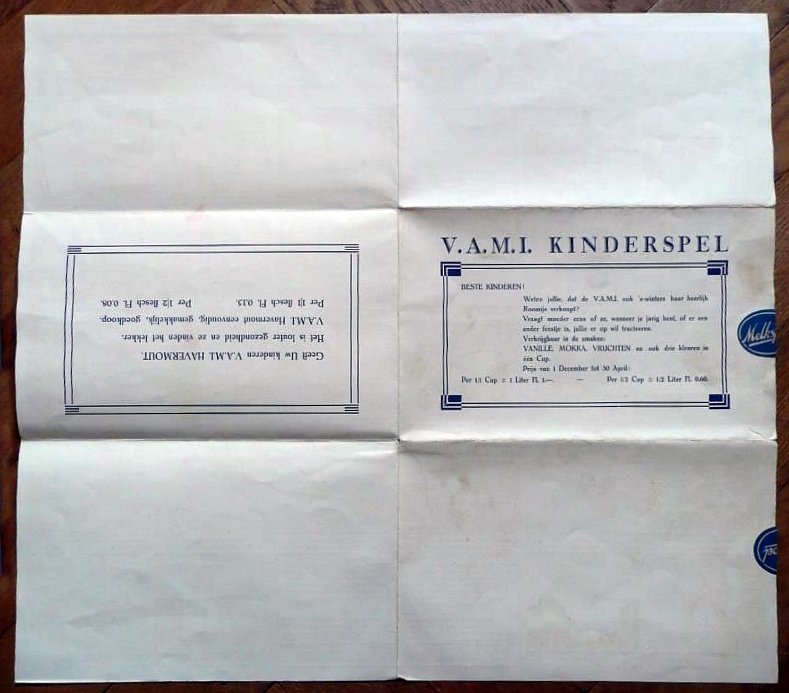 V.A.M.I. KINDERSPEL
BESTE KINDEREN!
Weten jullie, dat de V.A.M.I. ook 's-winters haar heerlijk
Roomijs verkoopt?
Vraagt moeder eens of ze, wanneer je jarig bent, of er een
ander feestje is, jullie er op wil tracteeren.
Verkrijgbaar in de smaken:
VANILLE, MOKKA, VRUCHTEN en ook drie kleuren in
één Cup.
Prijs van 1 December tot 30 April:
Per 1/1 Cup = 1 Liter Fl. 1.—. — Per 1/2 Cup = 1/2 Liter Fl. 0.60.
Geeft Uw kinderen V.A.M.I. HAVERMOUT.
Het is louter gezondheid en ze vinden het lekker.
V.A.M.I. Havermout eenvoudig, gemakkelijk, goedkoop.
Per 1/1 flesch Fl. 0.15. Per 1/2 flesch Fl. 0.08.